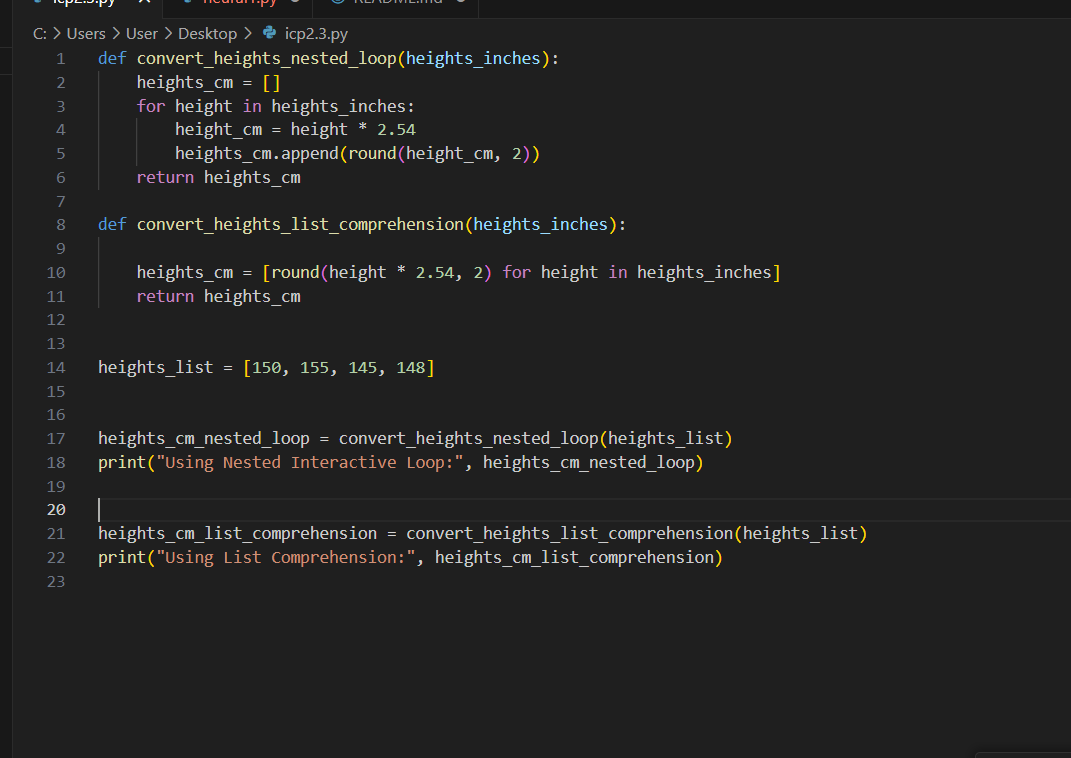 icp2.3.py
README.md
C: > Users > User > Desktop > icp2.3.py
1 def convert_heights_nested_loop(heights_inches):
2     heights_cm = []
3     for height in heights_inches:
4         height_cm = height * 2.54
5         heights_cm.append(round(height_cm, 2))
6     return heights_cm
7
8 def convert_heights_list_comprehension(heights_inches):
9
10     heights_cm = [round(height * 2.54, 2) for height in heights_inches]
11     return heights_cm
12
13
14 heights_list = [150, 155, 145, 148]
15
16
17 heights_cm_nested_loop = convert_heights_nested_loop(heights_list)
18 print("Using Nested Interactive Loop:", heights_cm_nested_loop)
19
20
21 heights_cm_list_comprehension = convert_heights_list_comprehension(heights_list)
22 print("Using List Comprehension:", heights_cm_list_comprehension)
23